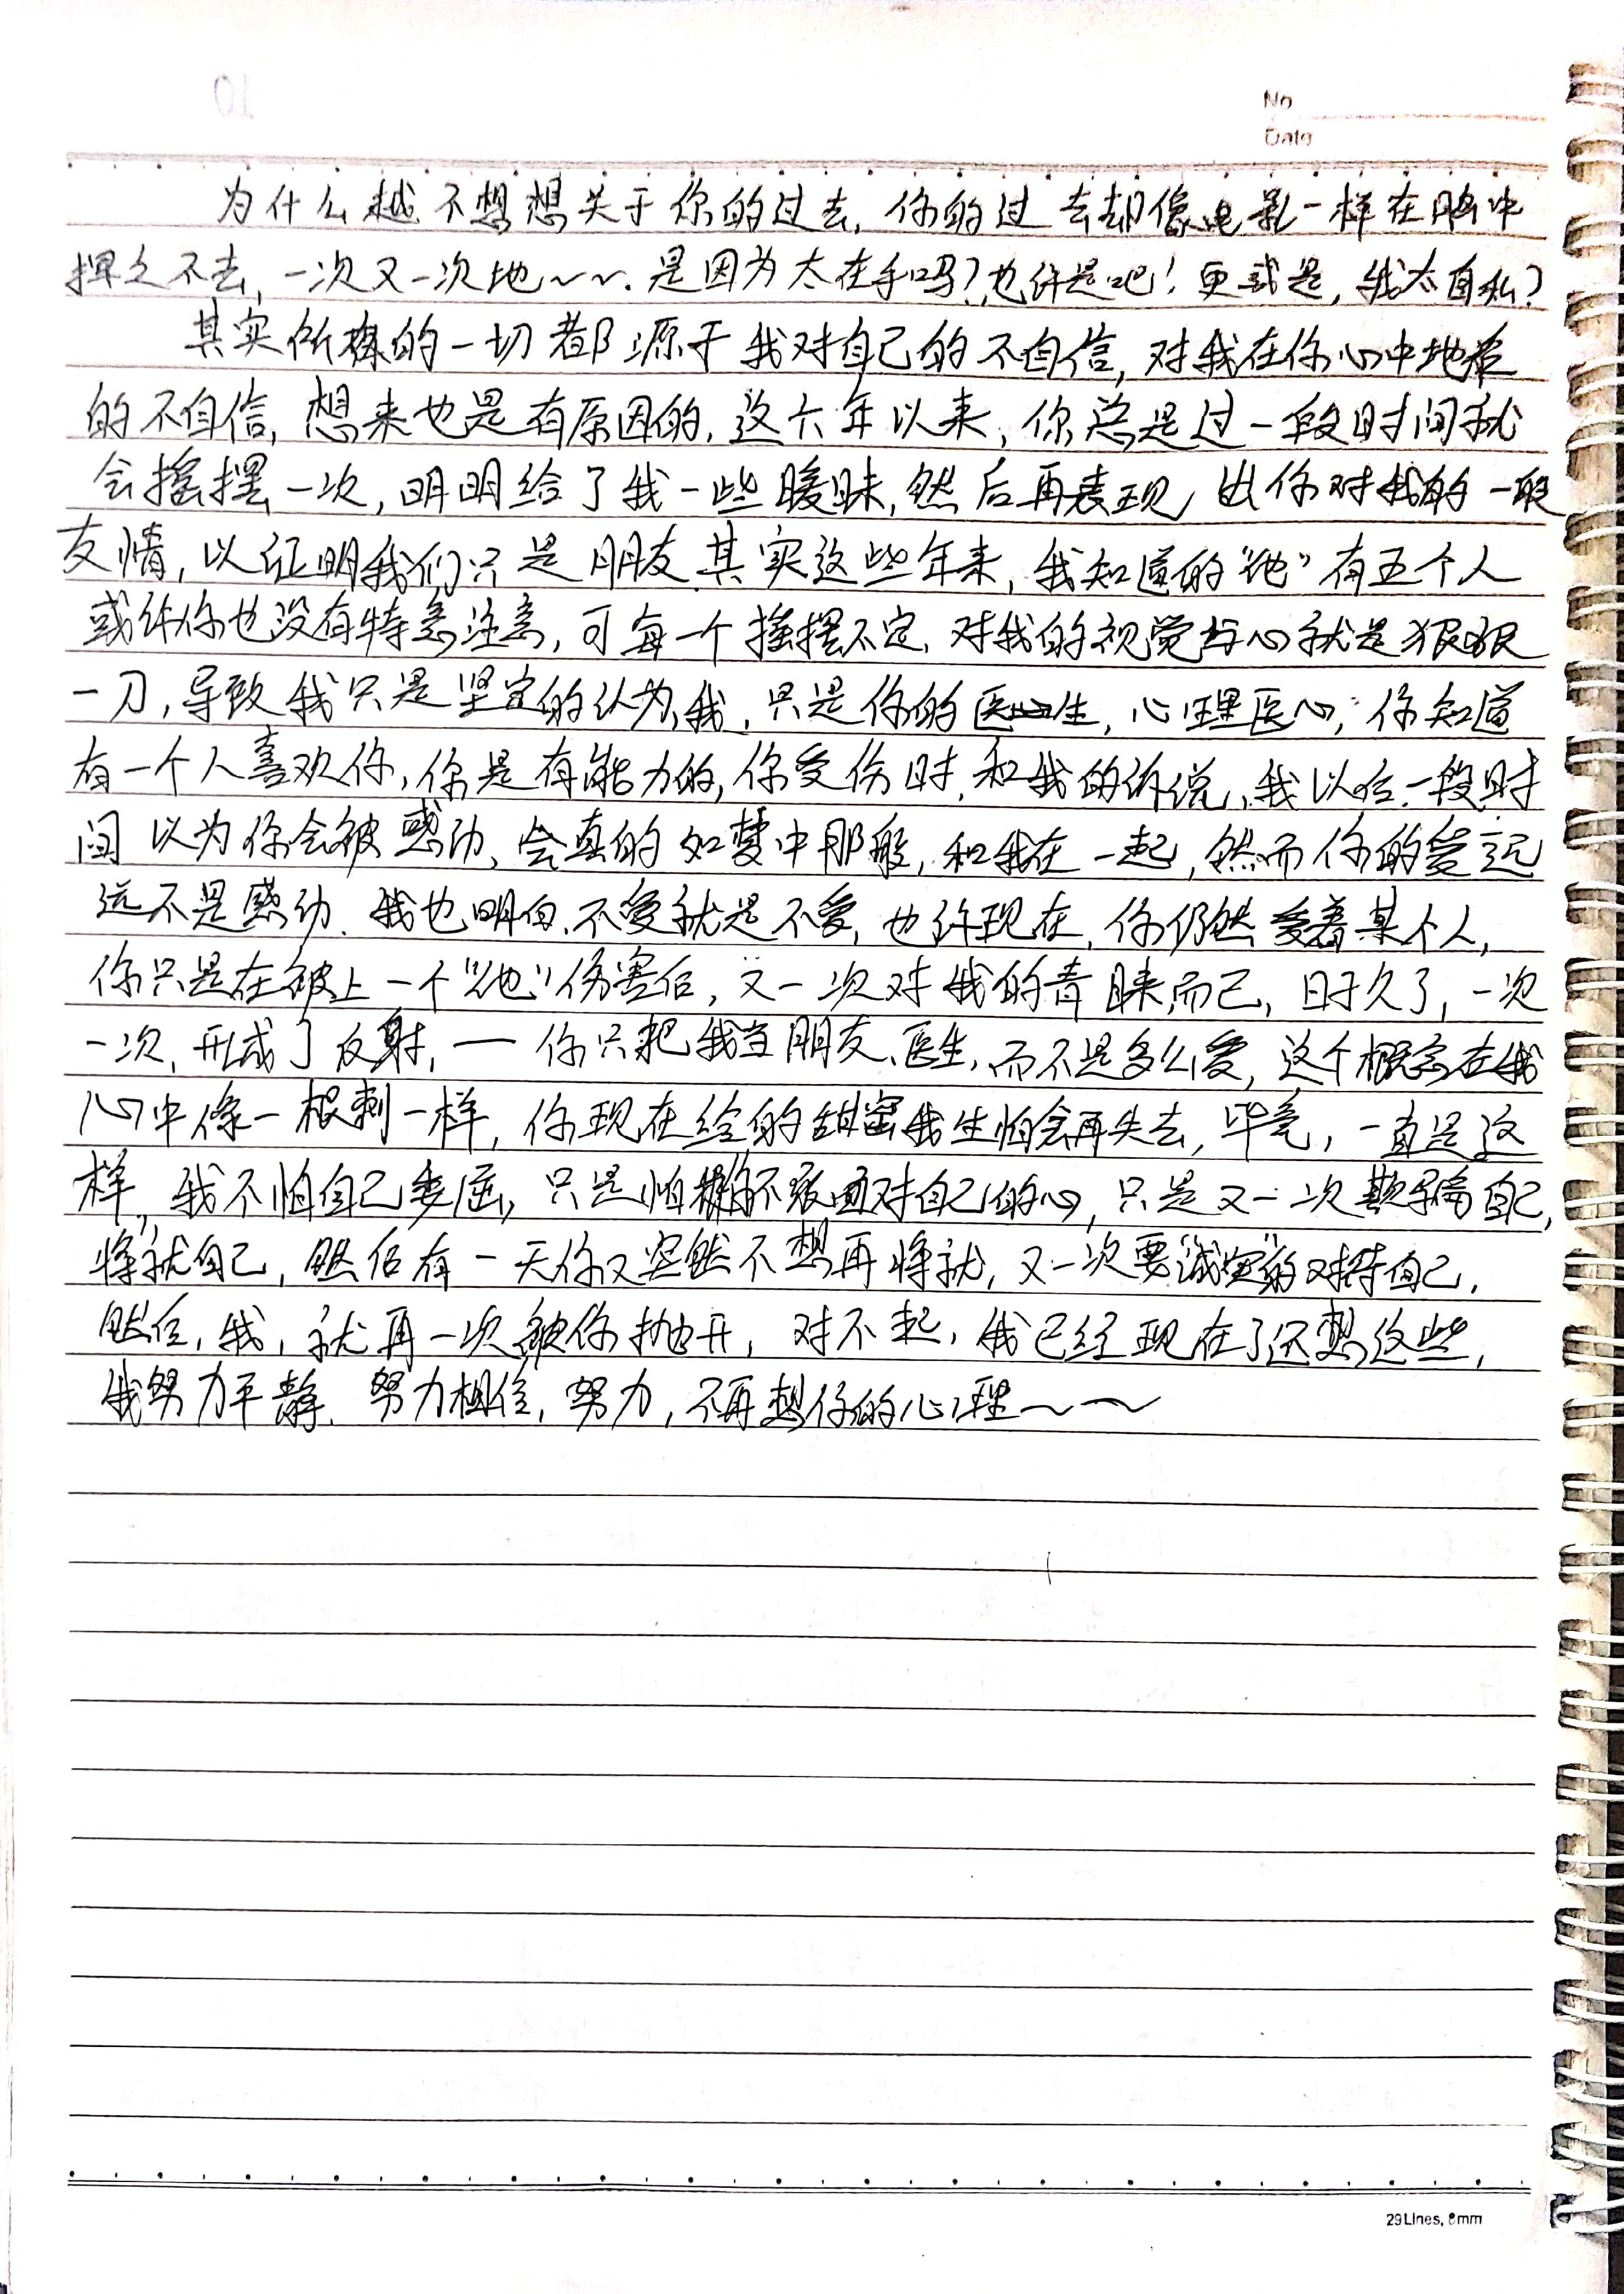 No
Date
为什么越不想想关于你的过去,你的过去却像电影一样在脑中
挥之不去,一次又一次地~~.是因为太在乎吗?也许是吧!更或是,我太自私?
其实所有的一切都源于我对自己的不自信,对我在你心中地位
的不自信,想来也是有原因的,这六年以来,你总是过一段时间就
会摇摆一次,明明给了我一些暧昧,然后再表现出你对我的一般
友情,以证明我们只是朋友.其实这些年来,我知道的“他”有五个人
或许你也没有特意注意,可每一个摇摆不定,对我的视觉与心就是狠狠
一刀,导致我只是坚定的认为,我,只是你的医生,心理医心,你知道
有一个人喜欢你,你是有能力的,你受伤时,和我的诉说,我以后一段时
间以为你会被感动、会真的如梦中那般,和我在一起,然而你的爱远
远不是感动.我也明白,不爱就是不爱,也许现在,你仍然爱着某个人,
你只是在被上一个“他”伤害后,又一次对我的青睐而已,时久了,一次
一次,形成了反射,一你只把我当朋友、医生,而不是多么爱,这个概念在我
心中像一根刺一样,你现在给的甜蜜我生怕会再失去,毕竟,一直是这
样,我不怕自己委屈,只是怕你不敢面对自己的心,只是又一次欺骗自己,
“将就”自己,然后有一天你又突然不想再将就,又一次要“诚实”的对待自己,
然后,我,就再一次被你抛开,对不起,我已经现在了还想这些,
我努力平静,努力相信,努力,不再想你的心理~~
29Lines, 8mm